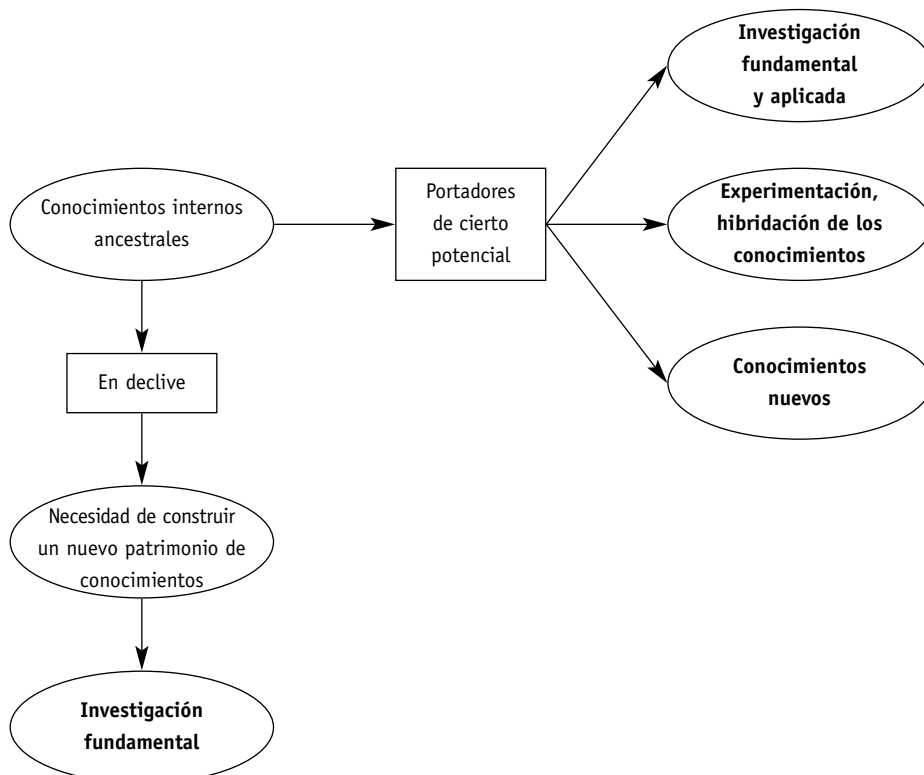 Investigación
fundamental
y aplicada
Conocimientos internos
ancestrales
Portadores
de cierto
potencial
Experimentación,
hibridación de los
conocimientos
En declive
Conocimientos
nuevos
Necesidad de construir
un nuevo patrimonio de
conocimientos
Investigación
fundamental